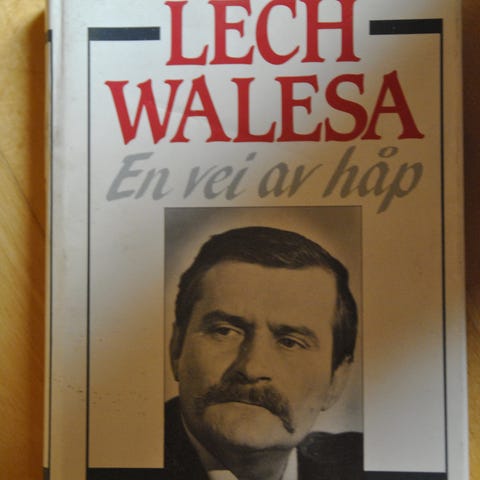 LECH
WALESA
En vei av håp